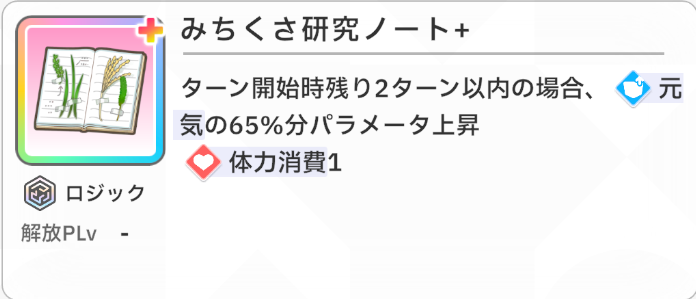 みちくさ研究ノート+
ターン開始時残り2ターン以内の場合、元
気の65%分パラメータ上昇
体力消費1
ロジック
解放PLv -